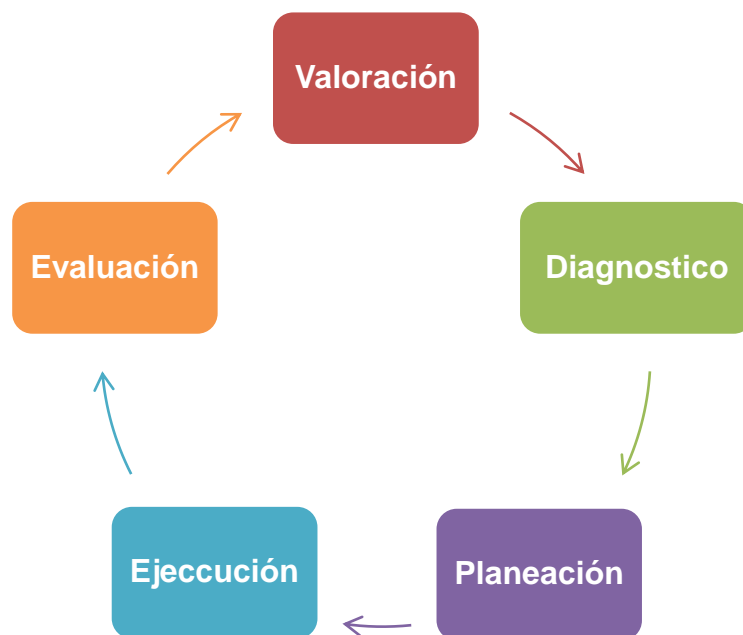 Valoración
Diagnostico
Planeación
Ejeccución
Evaluación